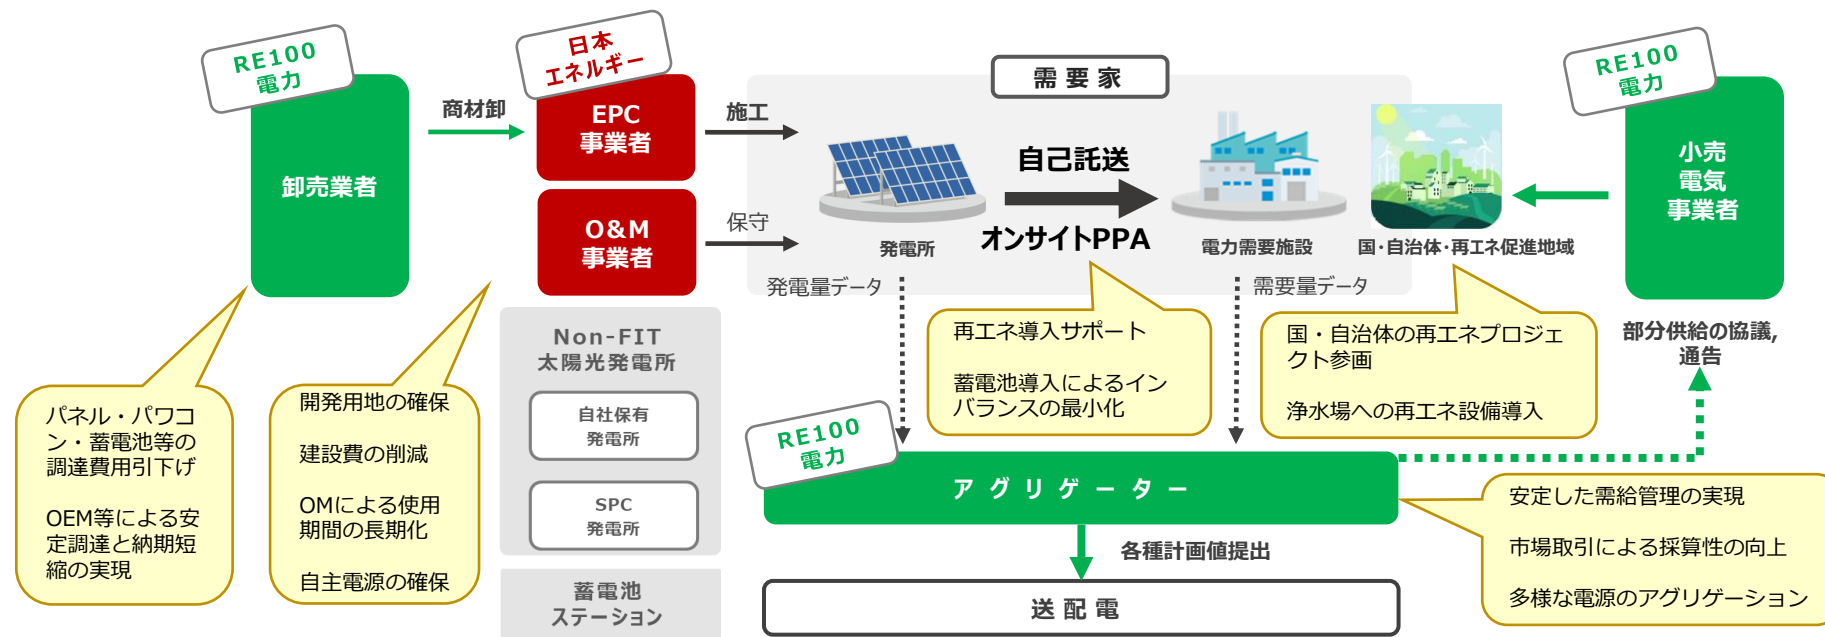 RE100
電力
卸売業者
商材卸
日本
エネルギー
EPC
事業者
O&M
事業者
施工
保守
需要家
発電所
自己託送
オンサイトPPA
電力需要施設
国・自治体・再エネ促進地域
RE100
電力
小売
電気
事業者
発電量データ
需要量データ
部分供給の協議,
通告
Non-FIT
太陽光発電所
自社保有
発電所
SPC
発電所
蓄電池
ステーション
パネル・パワコ
ン・蓄電池等の
調達費用引下げ
OEM等による安
定調達と納期短
縮の実現
開発用地の確保
建設費の削減
OMによる使用
期間の長期化
自主電源の確保
再エネ導入サポート
蓄電池導入によるイン
バランスの最小化
国・自治体の再エネプロジェ
クト参画
浄水場への再エネ設備導入
RE100
電力
アグリゲーター
各種計画値提出
送配電
安定した需給管理の実現
市場取引による採算性の向上
多様な電源のアグリゲーション